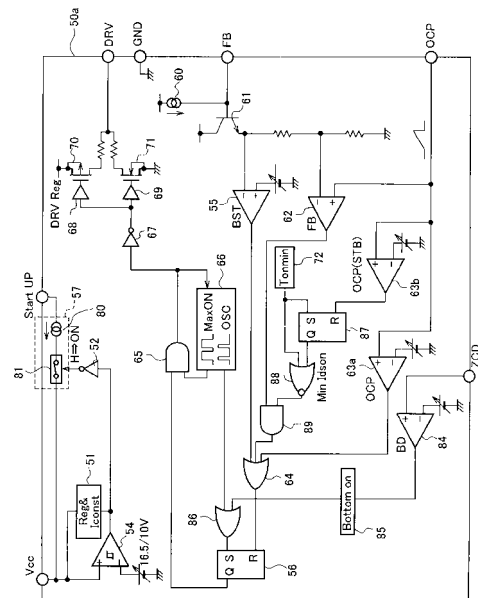 50a
Vcc
Start UP
DRV
GND
FB
OCP
ZCD
57
80
81
H⇒ON
52
51
Reg&Iconst
54
16.5/10V
DRV Reg
70
71
68
69
67
60
61
55
BST
62
FB
66
MaxON
OSC
65
72
Tonmin
S
Q
R
87
OCP(STB)
63b
88
Min Idson
63a
OCP
89
64
BD
84
86
Bottom on
85
S
Q
R
56